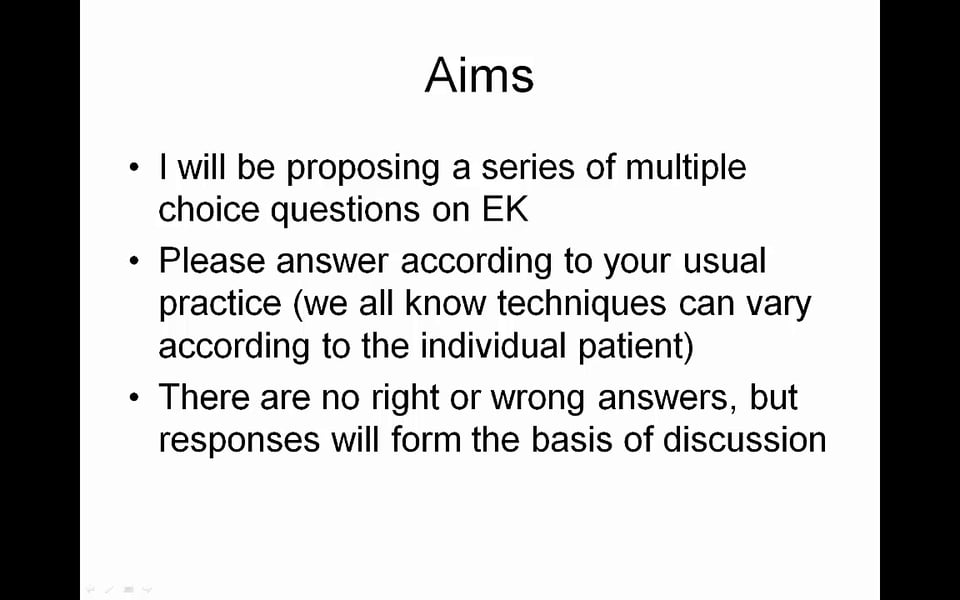 Aims
• I will be proposing a series of multiple
choice questions on EK
• Please answer according to your usual
practice (we all know techniques can vary
according to the individual patient)
• There are no right or wrong answers, but
responses will form the basis of discussion